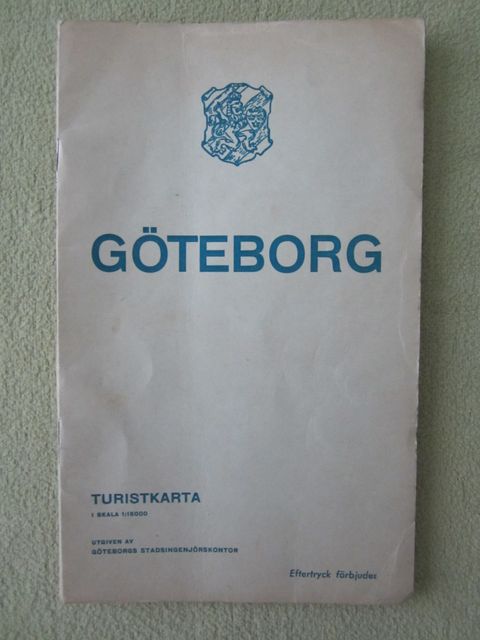 GÖTEBORG
TURISTKARTA
I SKALA 1:15000
UTGIVEN AV
GÖTEBORGS STADSINGENJÖRSKONTOR
Eftertryck förbjudes